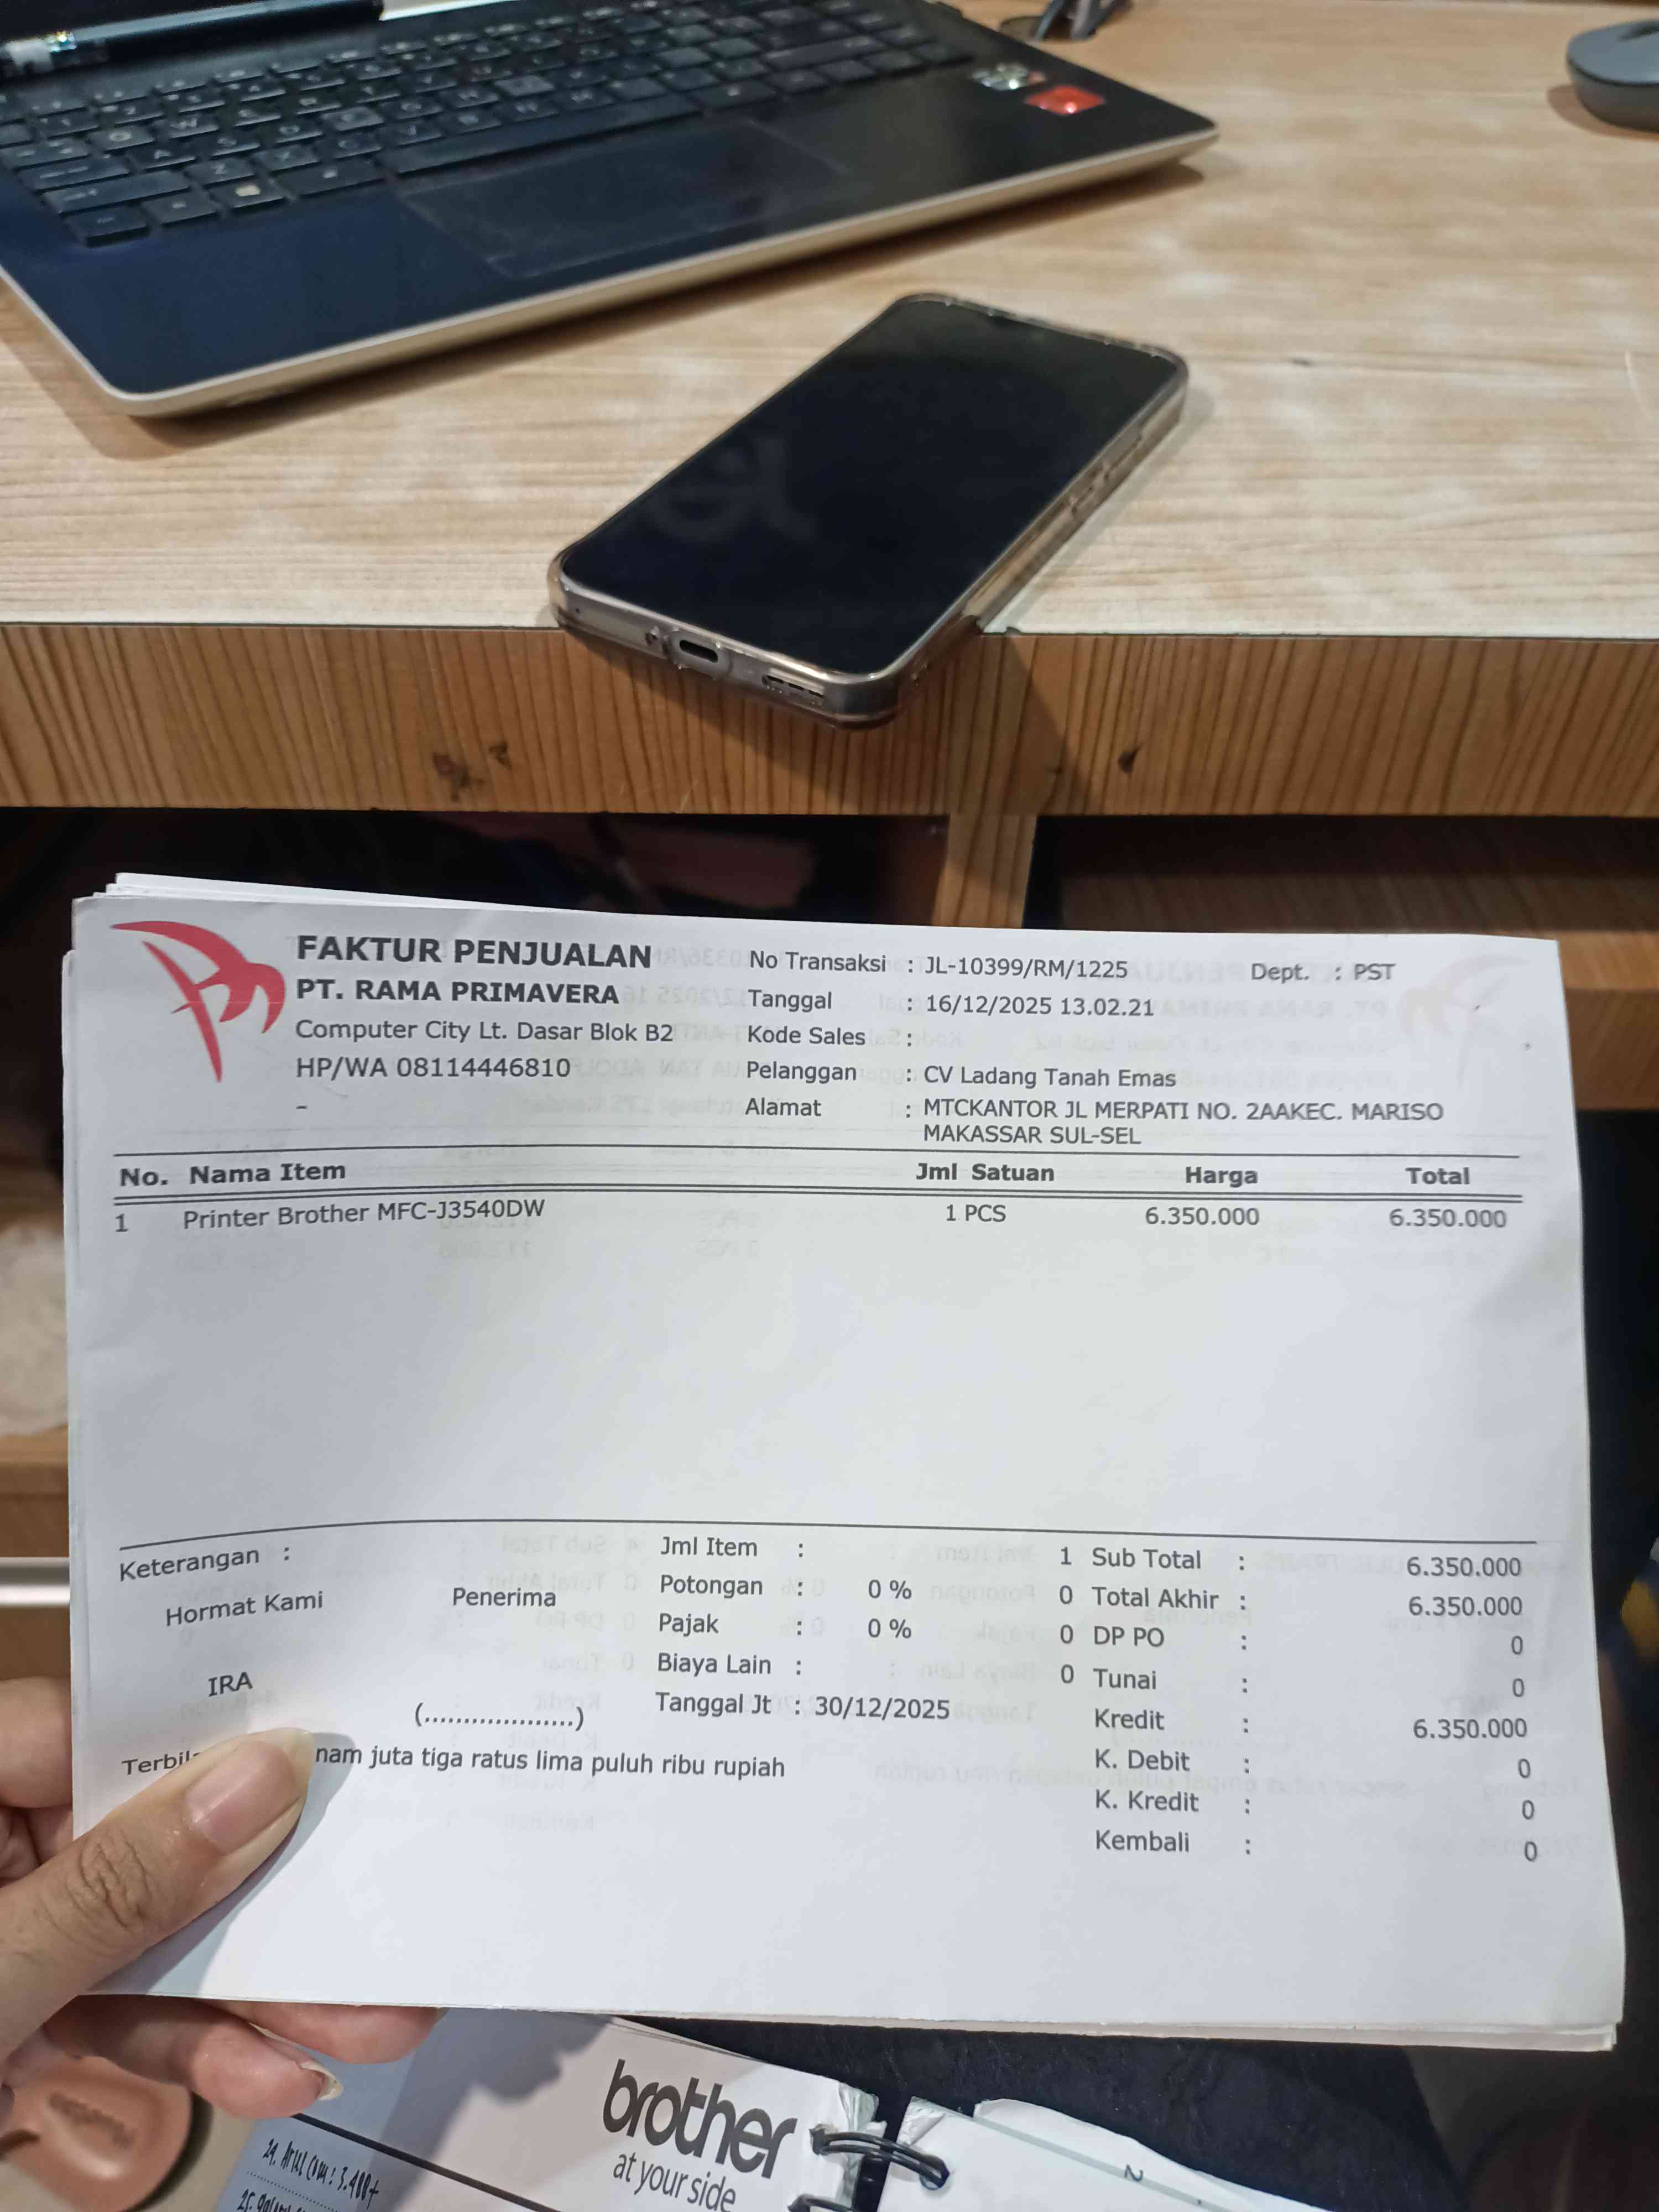 FAKTUR PENJUALAN
PT. RAMA PRIMAVERA
Computer City Lt. Dasar Blok B2
HP/WA 08114446810
-
No Transaksi : JL-10399/RM/1225 Dept. : PST
Tanggal : 16/12/2025 13.02.21
Kode Sales :
Pelanggan : CV Ladang Tanah Emas
Alamat : MTCKANTOR JL MERPATI NO. 2AAKEC. MARISO
MAKASSAR SUL-SEL
No. Nama Item Jml Satuan Harga Total
1 Printer Brother MFC-J3540DW 1 PCS 6.350.000 6.350.000
Keterangan :
Hormat Kami Penerima
IRA
(....................)
Jml Item : 1
Potongan : 0 % 0
Pajak : 0 % 0
Biaya Lain : 0
Tanggal Jt : 30/12/2025
Sub Total : 6.350.000
Total Akhir : 6.350.000
DP PO : 0
Tunai : 0
Kredit : 6.350.000
K. Debit : 0
K. Kredit : 0
Kembali : 0
nam juta tiga ratus lima puluh ribu rupiah
brother
at your side
24. Arul com : 3.400+
2